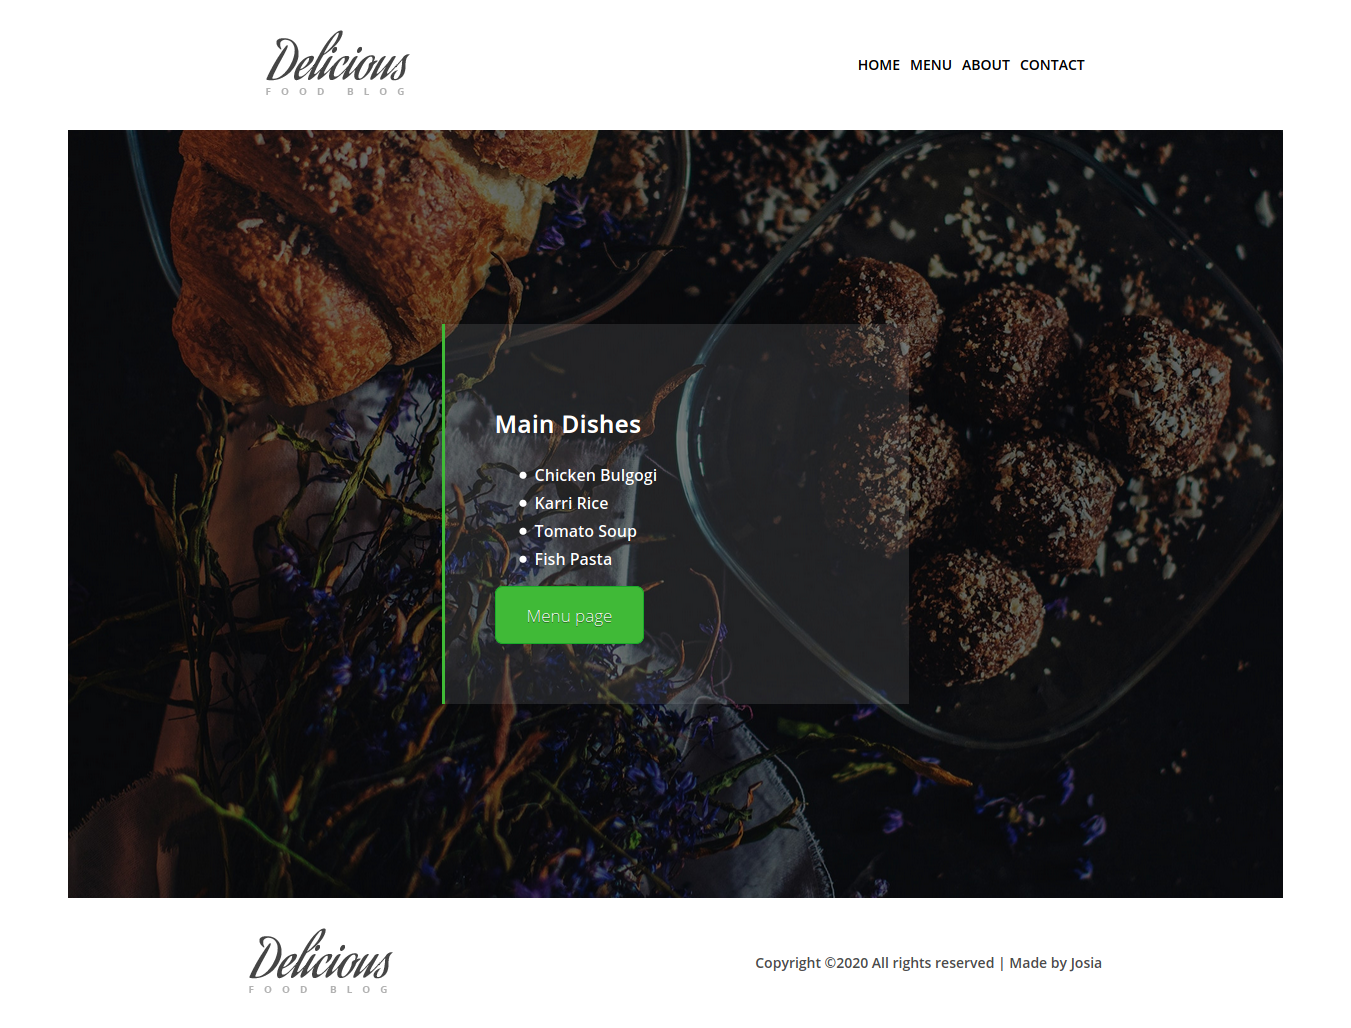 Delicious
FOOD BLOG
HOME MENU ABOUT CONTACT
Main Dishes
Chicken Bulgogi
Karri Rice
Tomato Soup
Fish Pasta
Menu page
Delicious
FOOD BLOG
Copyright ©2020 All rights reserved | Made by Josia